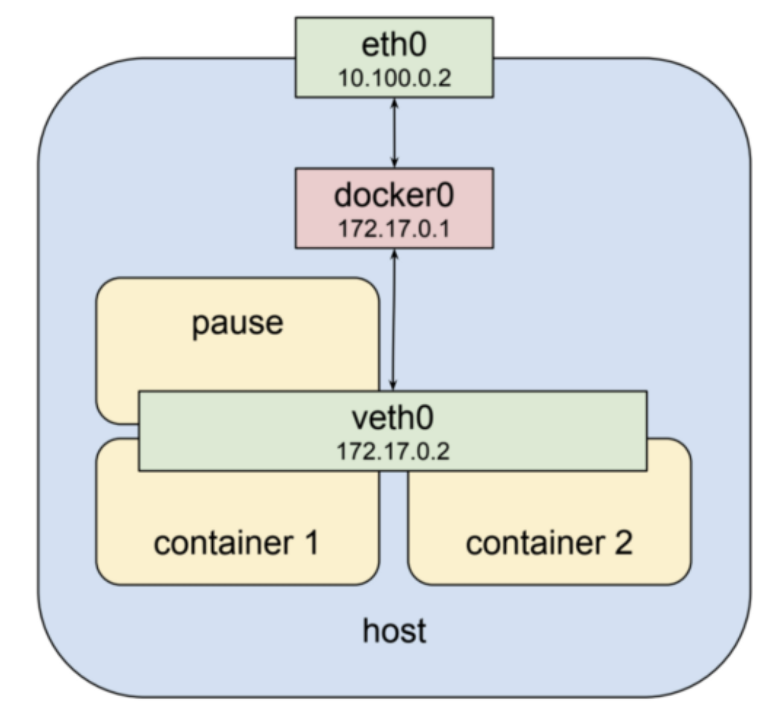 eth0
10.100.0.2
docker0
172.17.0.1
pause
veth0
172.17.0.2
container 1
container 2
host